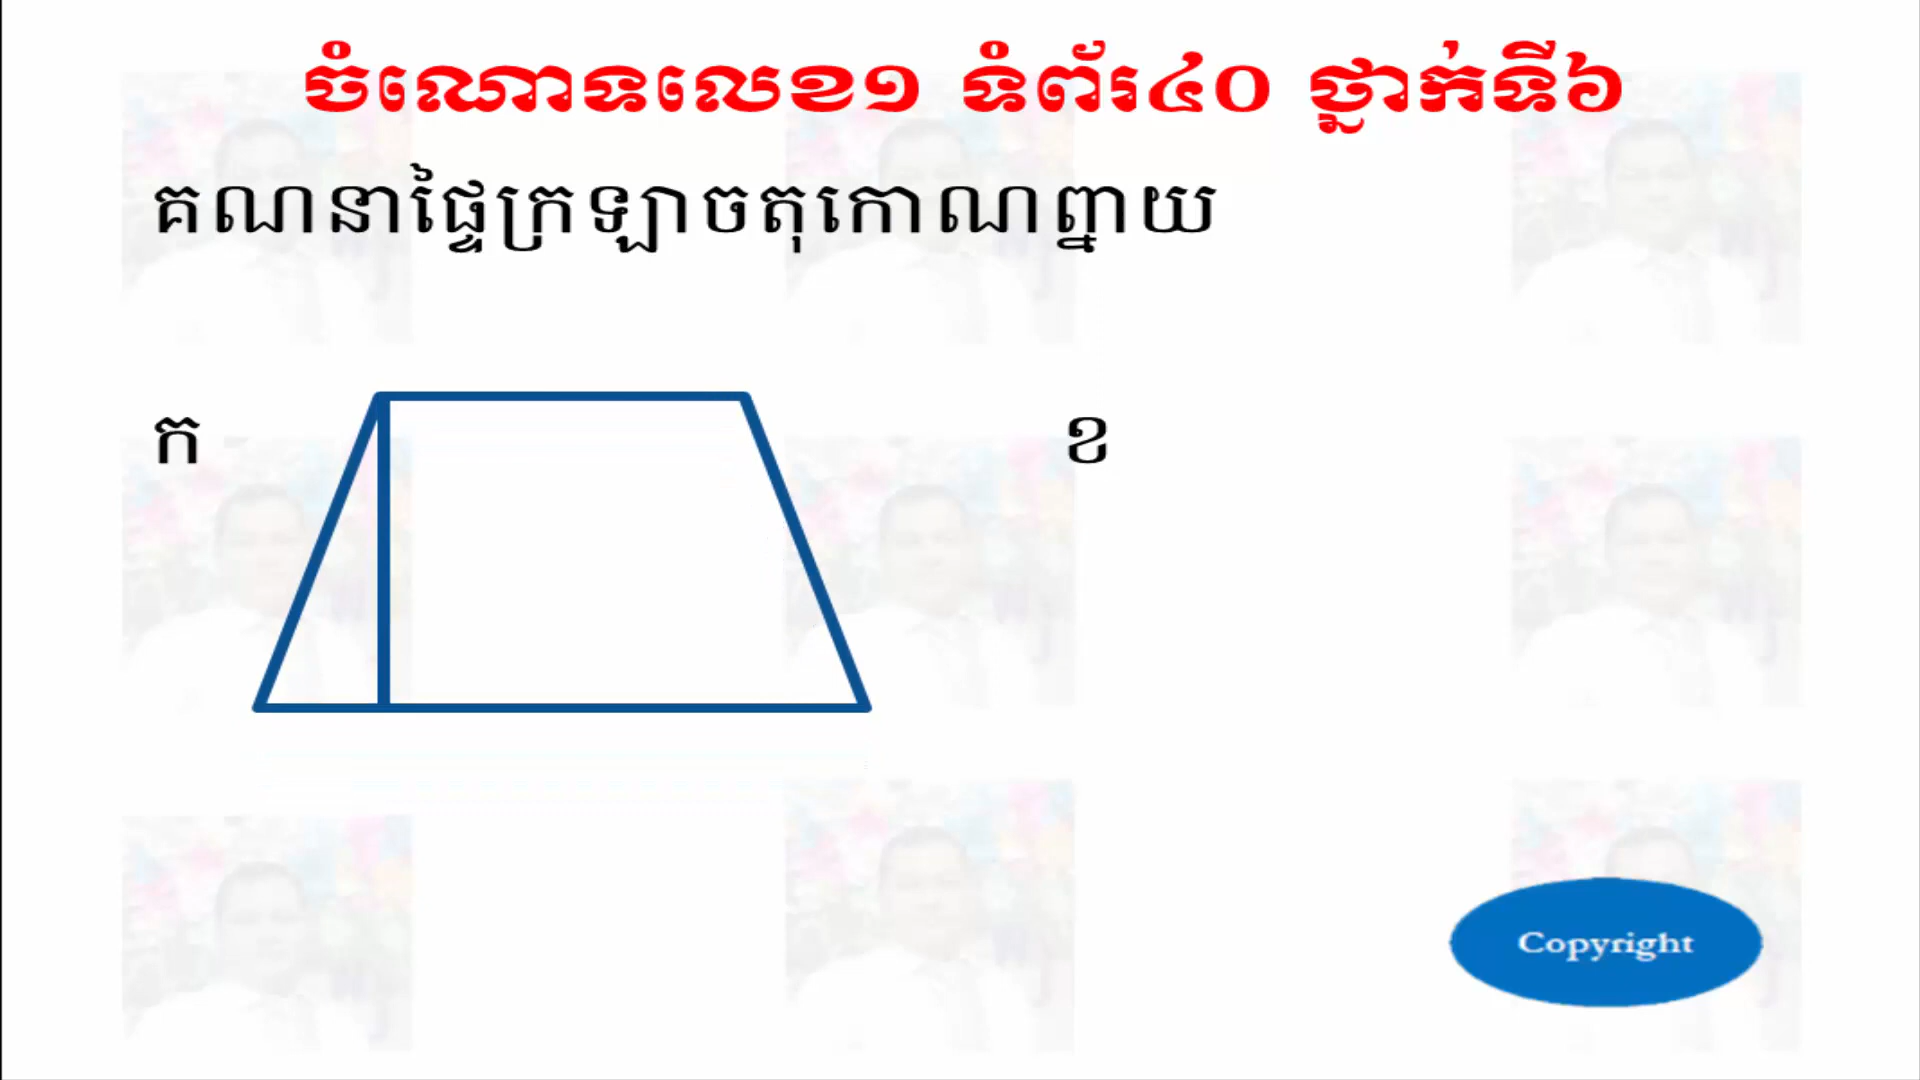 ចំណោទលេខ១ ទំព័រ៤០ ថ្នាក់ទី៦
គណនាផ្ទៃក្រឡាចតុកោណព្នាយ
ក
ខ
Copyright